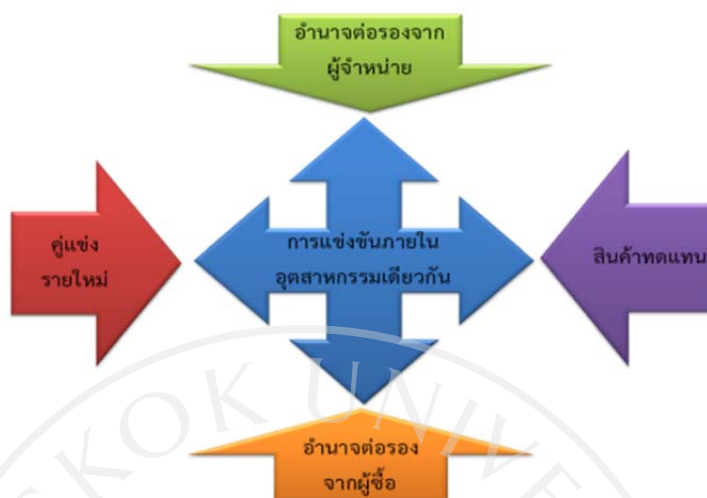 อำนาจต่อรองจาก
ผู้จำหน่าย
คู่แข่ง
รายใหม่
การแข่งขันภายใน
อุตสาหกรรมเดียวกัน
สินค้าทดแทน
อำนาจต่อรอง
จากผู้ซื้อ